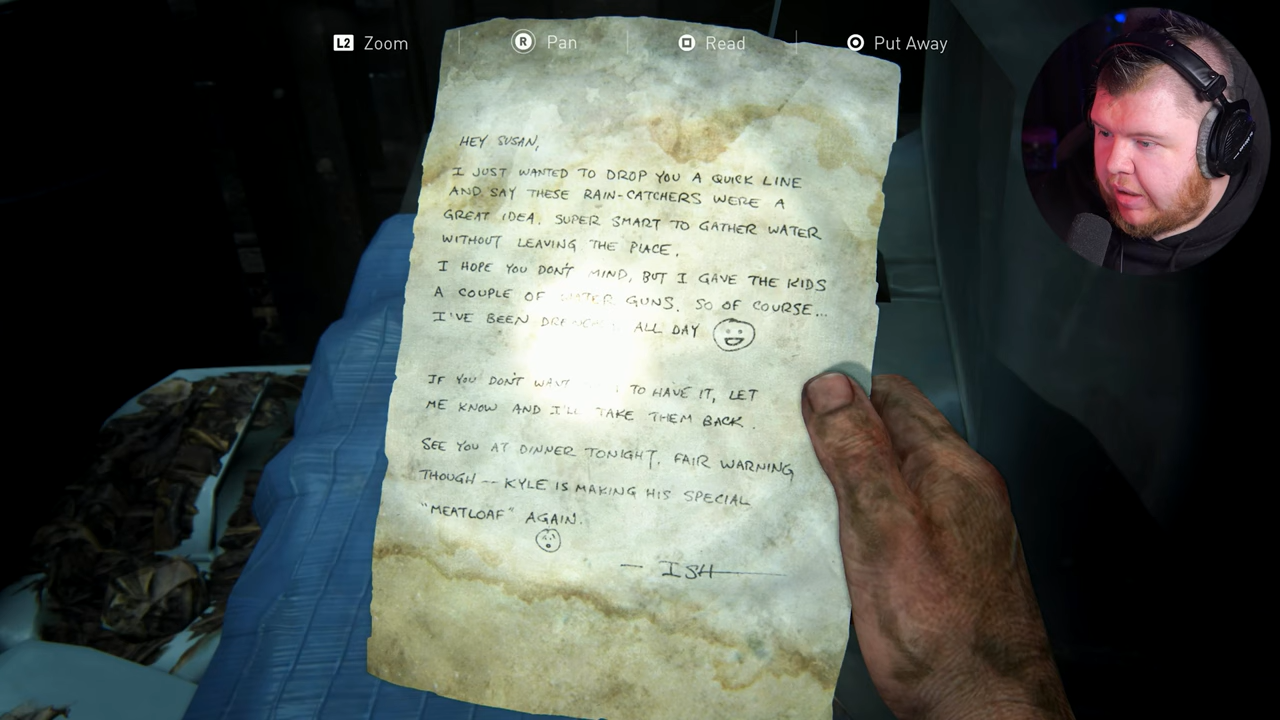 L2 Zoom
R Pan
Read
Put Away
HEY SUSAN,
I JUST WANTED TO DROP YOU A QUICK LINE
AND SAY THESE RAIN-CATCHERS WERE A
GREAT IDEA. SUPER SMART TO GATHER WATER
WITHOUT LEAVING THE PLACE.
I HOPE YOU DON'T MIND, BUT I GAVE THE KIDS
A COUPLE OF WATER GUNS. SO OF COURSE...
I'VE BEEN ALL DAY
IF YOU DON'T WANT TO HAVE IT, LET
ME KNOW AND I'LL TAKE THEM BACK.
SEE YOU AT DINNER TONIGHT. FAIR WARNING
THOUGH -- KYLE IS MAKING HIS SPECIAL
"MEATLOAF" AGAIN.
— ISH